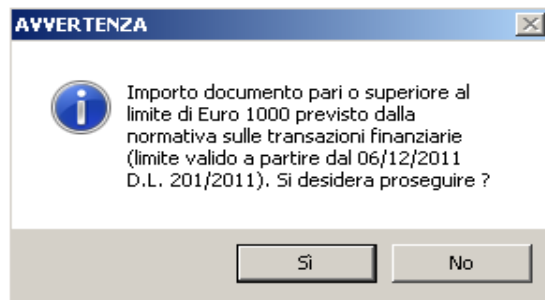 AVVERTENZA
Importo documento pari o superiore al
limite di Euro 1000 previsto dalla
normativa sulle transazioni finanziarie
(limite valido a partire dal 06/12/2011
D.L. 201/2011). Si desidera proseguire ?
Sì
No